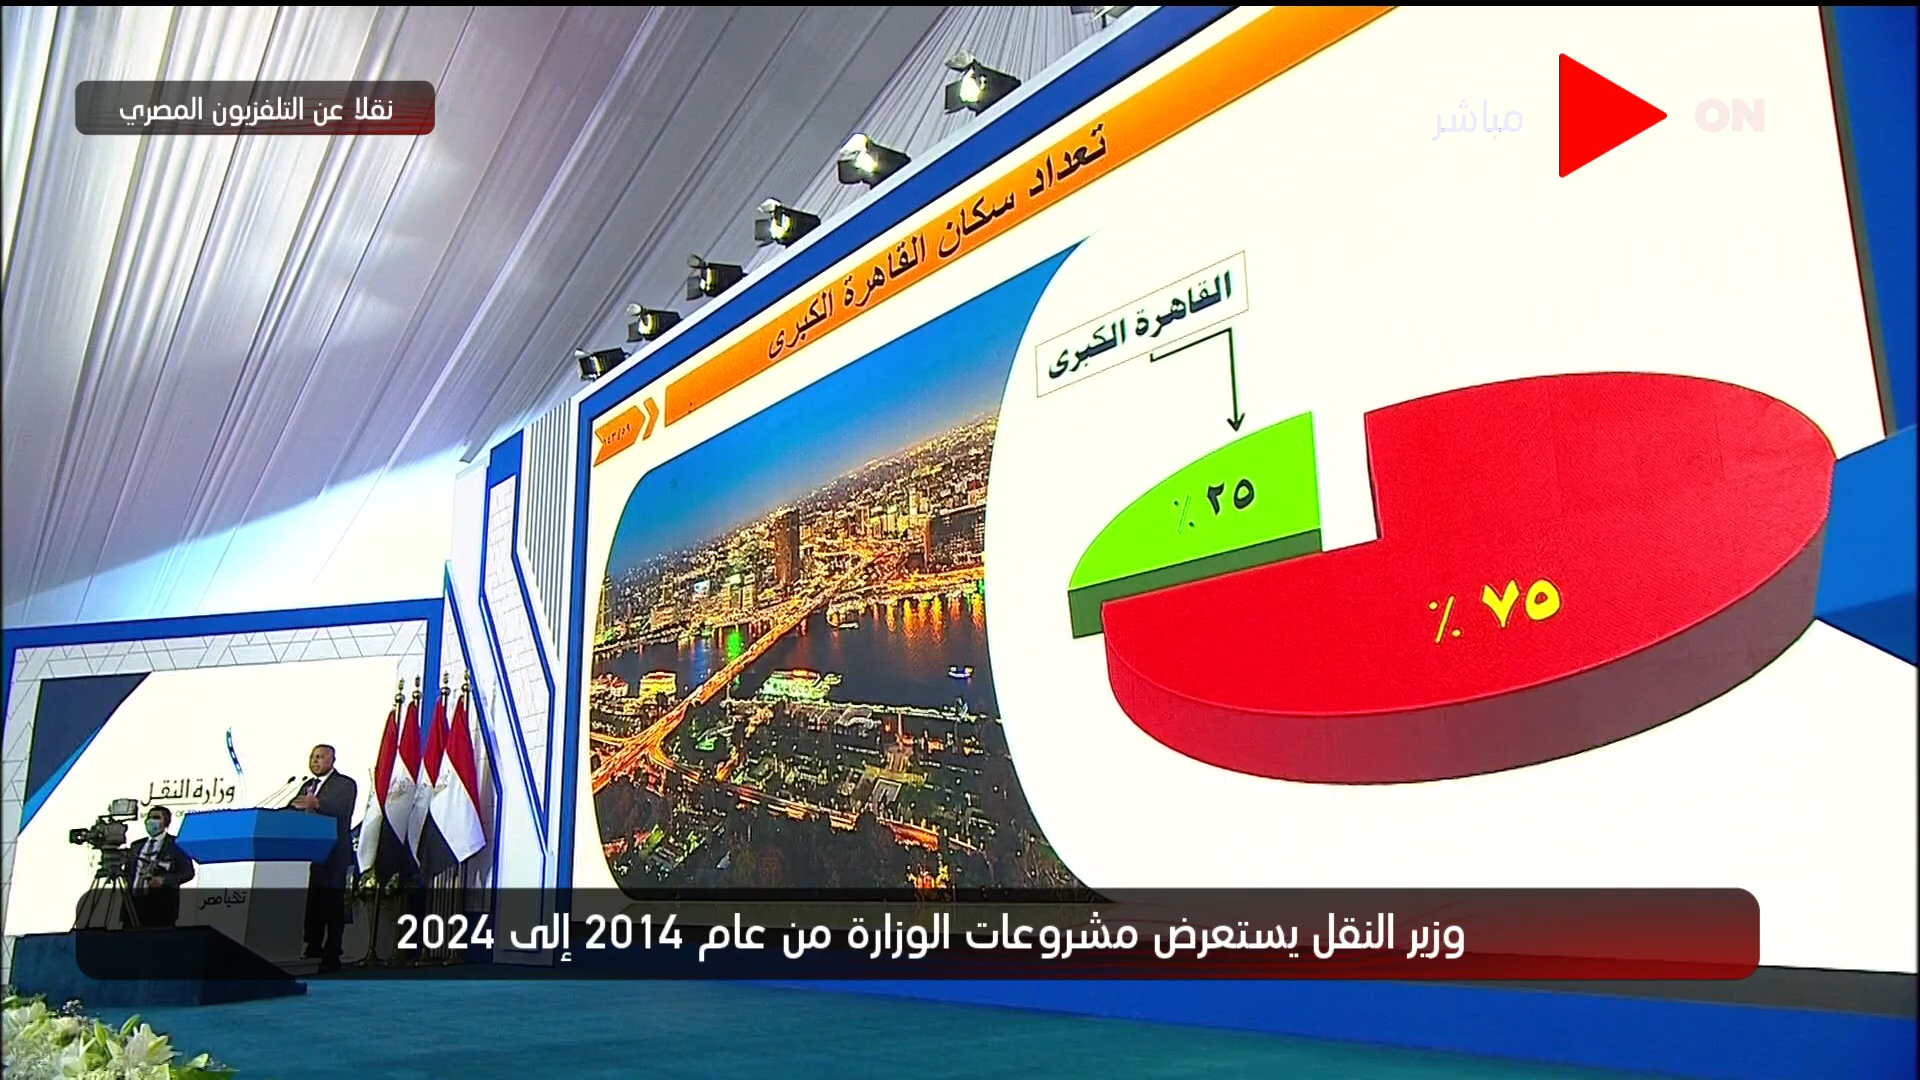 نقلا عن التلفزيون المصري
مباشر
ON
تعداد سكان القاهرة الكبرى
القاهرة الكبرى
٢٥ ٪
٧٥ ٪
وزارة النقل
تحيا مصر
وزير النقل يستعرض مشروعات الوزارة من عام 2014 إلى 2024